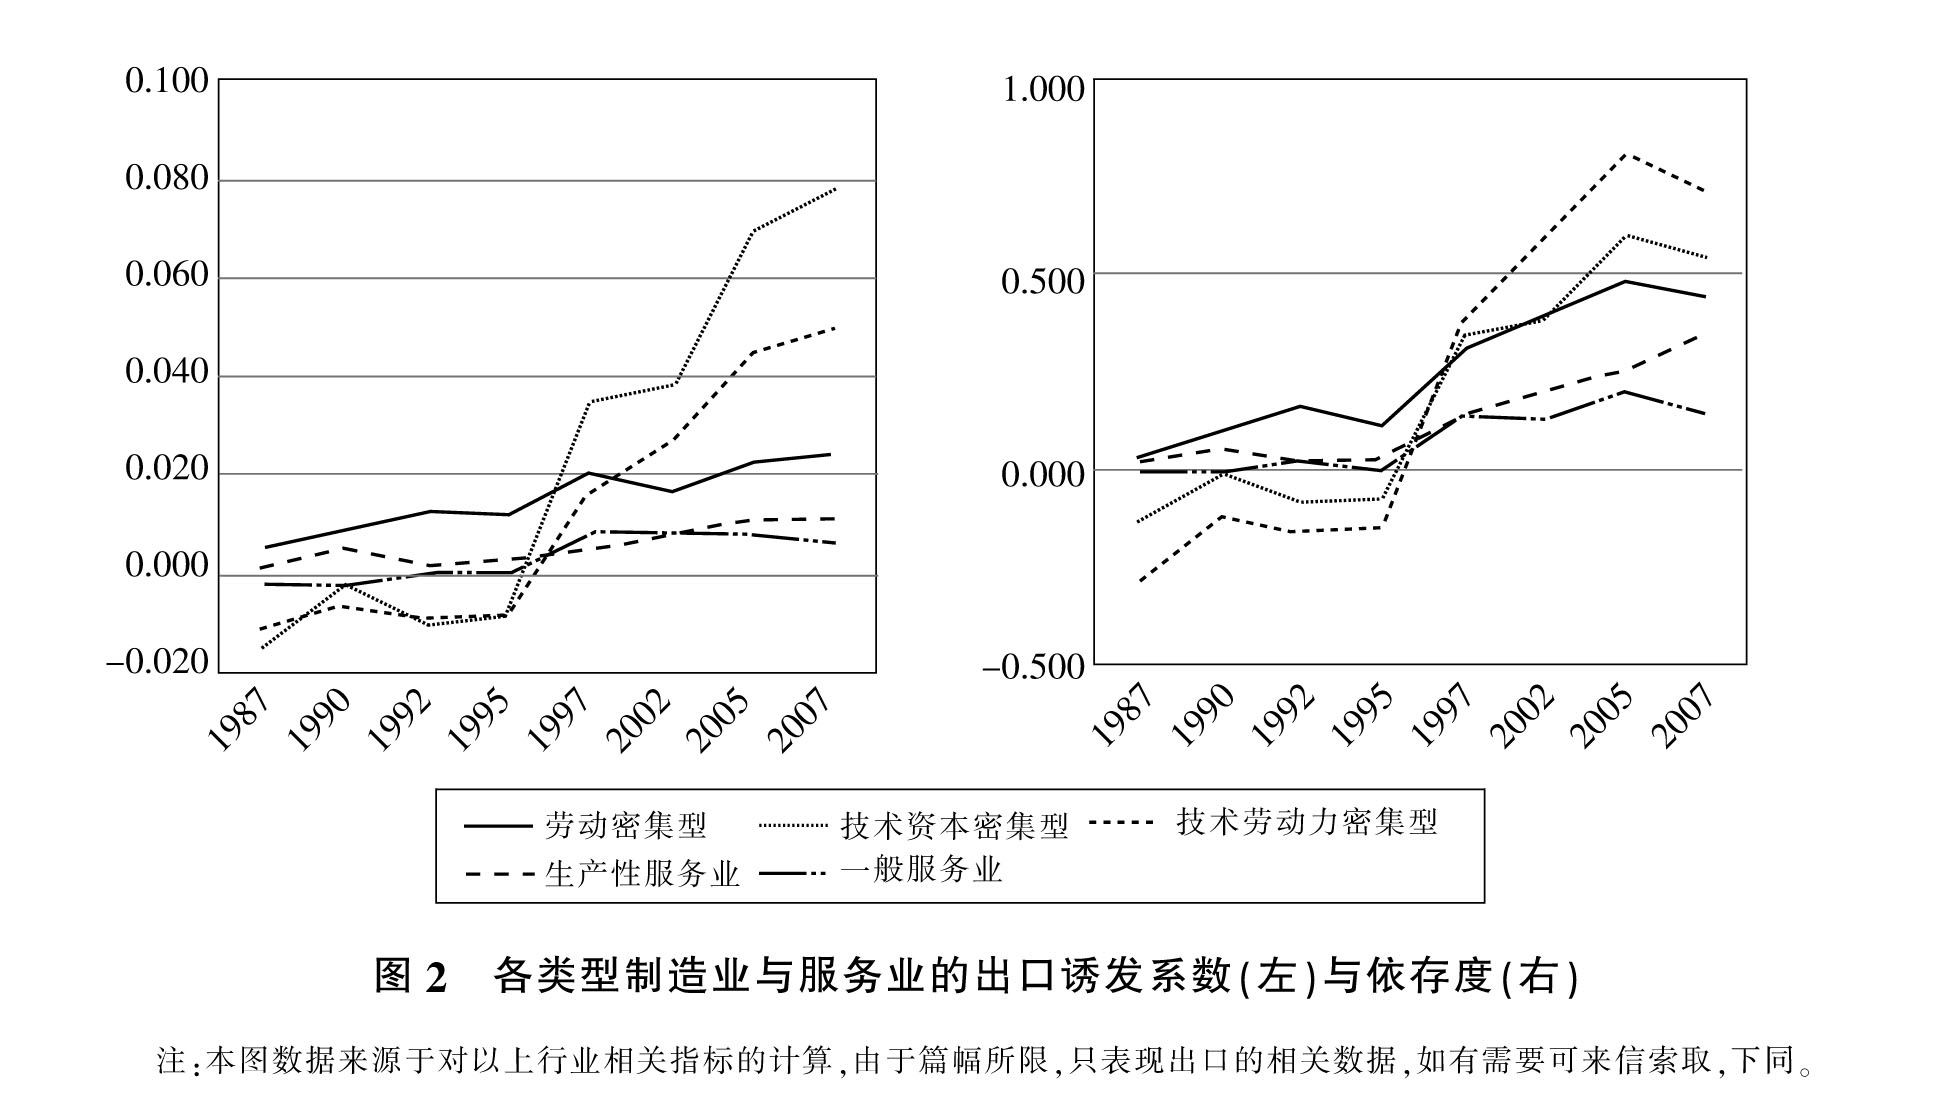 0.100
0.080
0.060
0.040
0.020
0.000
–0.020
1987 1990 1992 1995 1997 2002 2005 2007
1.000
0.500
0.000
–0.500
1987 1990 1992 1995 1997 2002 2005 2007
劳动密集型 技术资本密集型 技术劳动力密集型
生产性服务业 一般服务业
图 2 各类型制造业与服务业的出口诱发系数(左)与依存度(右)
注:本图数据来源于对以上行业相关指标的计算,由于篇幅所限,只表现出口的相关数据,如有需要可来信索取,下同。